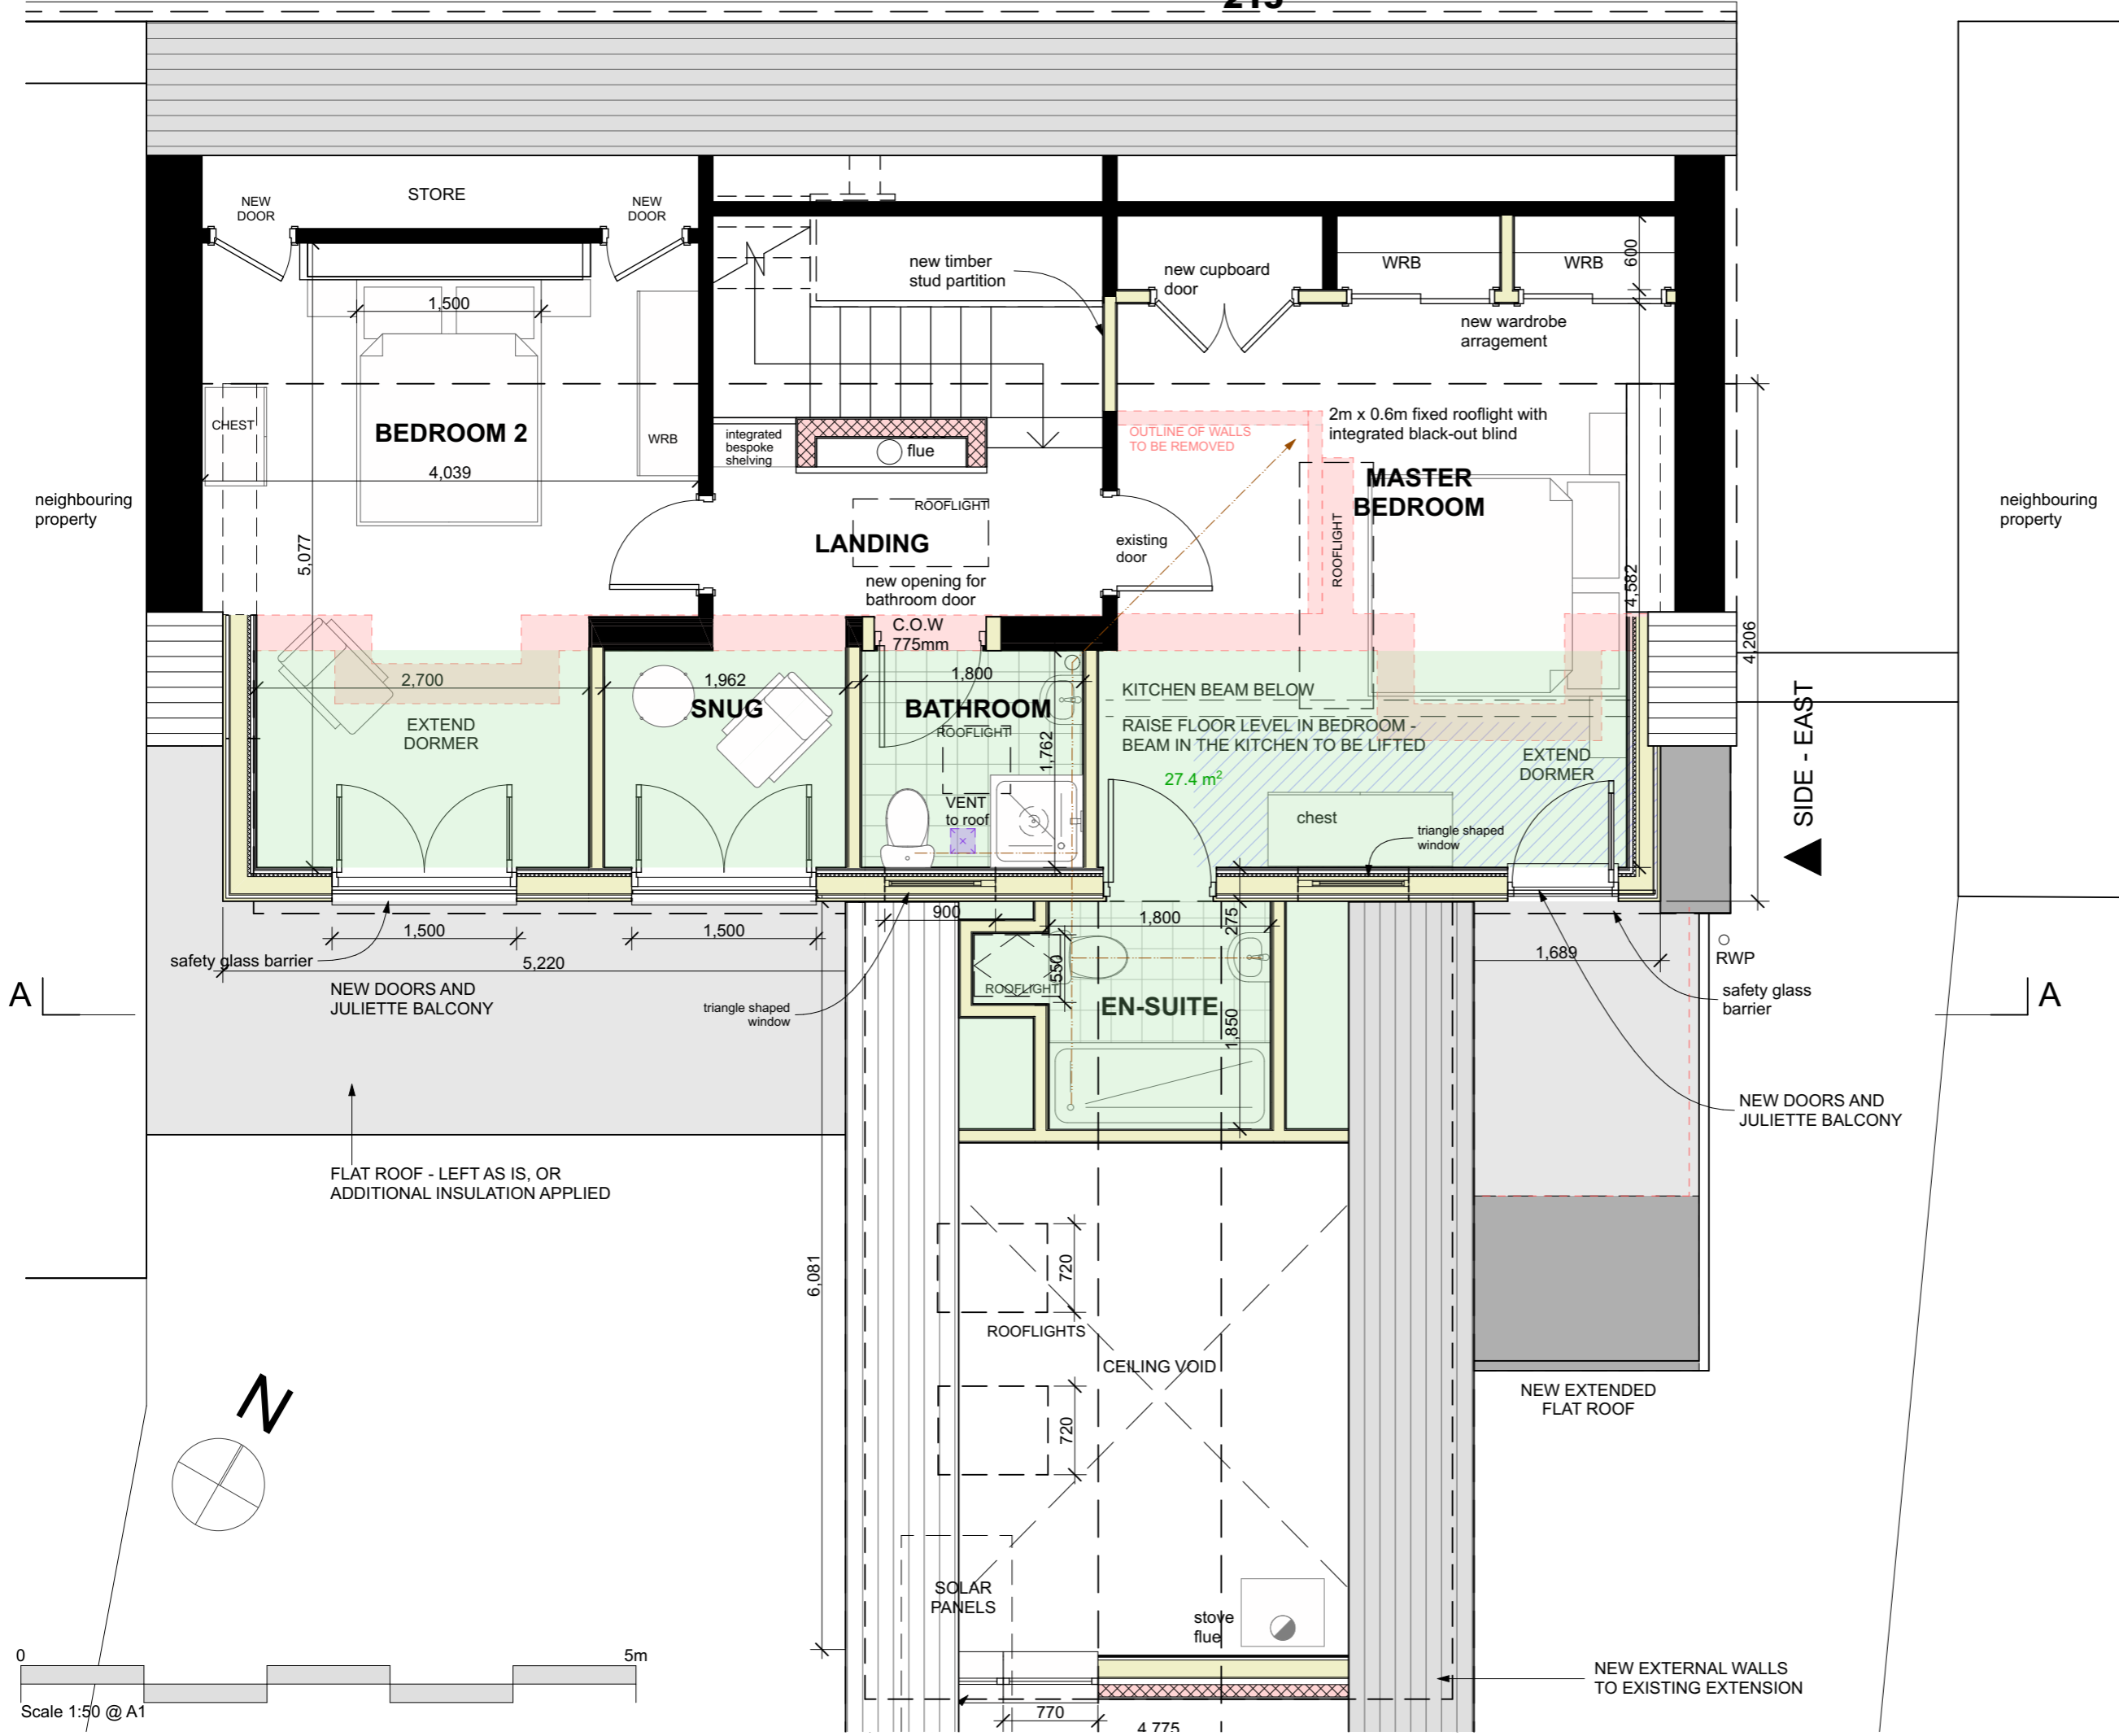 STORE
NEW
DOOR
NEW
DOOR
new timber
stud partition
new cupboard
door
WRB
WRB
600
new wardrobe
arragement
1,500
CHEST
BEDROOM 2
4,039
WRB
5,077
integrated
bespoke
shelving
flue
OUTLINE OF WALLS
TO BE REMOVED
2m x 0.6m fixed rooflight with
integrated black-out blind
MASTER
BEDROOM
ROOFLIGHT
neighbouring
property
neighbouring
property
ROOFLIGHT
LANDING
existing
door
new opening for
bathroom door
C.O.W
775mm
4,582
4,206
2,700
1,962
1,800
SNUG
BATHROOM
ROOFLIGHT
1,762
EXTEND
DORMER
KITCHEN BEAM BELOW
RAISE FLOOR LEVEL IN BEDROOM -
BEAM IN THE KITCHEN TO BE LIFTED
27.4 m²
EXTEND
DORMER
SIDE - EAST
VENT
to roof
chest
triangle shaped
window
900
1,800
275
1,500
1,500
safety glass barrier
5,220
550
ROOFLIGHT
1,689
RWP
A
NEW DOORS AND
JULIETTE BALCONY
triangle shaped
window
EN-SUITE
1,850
safety glass
barrier
A
NEW DOORS AND
JULIETTE BALCONY
FLAT ROOF - LEFT AS IS, OR
ADDITIONAL INSULATION APPLIED
6,081
720
ROOFLIGHTS
CEILING VOID
720
NEW EXTENDED
FLAT ROOF
N
SOLAR
PANELS
stove
flue
0
5m
Scale 1:50 @ A1
NEW EXTERNAL WALLS
TO EXISTING EXTENSION
770
4,775